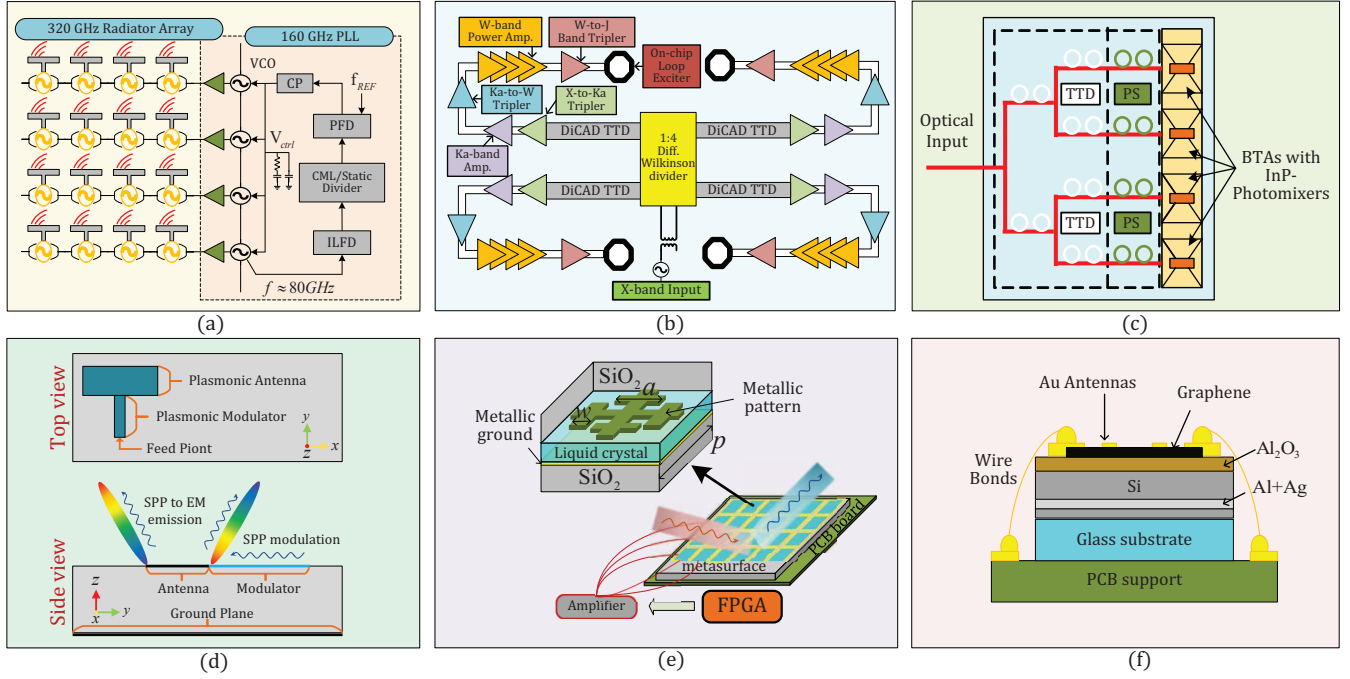 320 GHz Radiator Array
160 GHz PLL
VCO
CP
f_REF
PFD
V_ctrl
CML/Static
Divider
ILFD
f ≈ 80GHz
(a)
W-band
Power Amp.
W-to-J
Band Tripler
On-chip
Loop
Exciter
Ka-to-W
Tripler
X-to-Ka
Tripler
DiCAD TTD
DiCAD TTD
1:4
Diff.
Wilkinson
divider
Ka-band
Amp.
DiCAD TTD
DiCAD TTD
X-band Input
(b)
Optical
Input
TTD
PS
TTD
PS
BTAs with
InP-
Photomixers
(c)
Top view
Plasmonic Antenna
Plasmonic Modulator
Feed Piont
y
z
x
SPP to EM
emission
SPP modulation
Side view
Antenna
Modulator
z
x
y
Ground Plane
(d)
SiO2
a
w
Metallic
pattern
Metallic
ground
Liquid crystal
p
SiO2
PCB board
metasurface
Amplifier
FPGA
(e)
Au Antennas
Graphene
Wire
Bonds
Al2O3
Si
Al+Ag
Glass substrate
PCB support
(f)